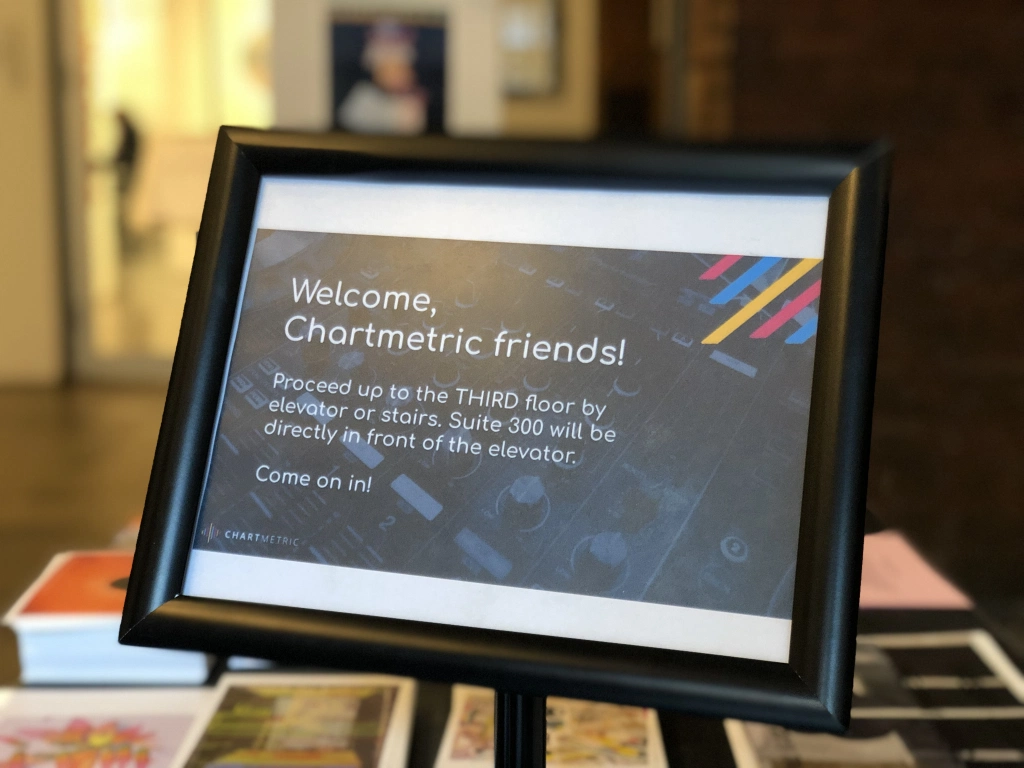 Welcome,
Chartmetric friends!
Proceed up to the THIRD floor by
elevator or stairs. Suite 300 will be
directly in front of the elevator.
Come on in!
CHARTMETRIC
2